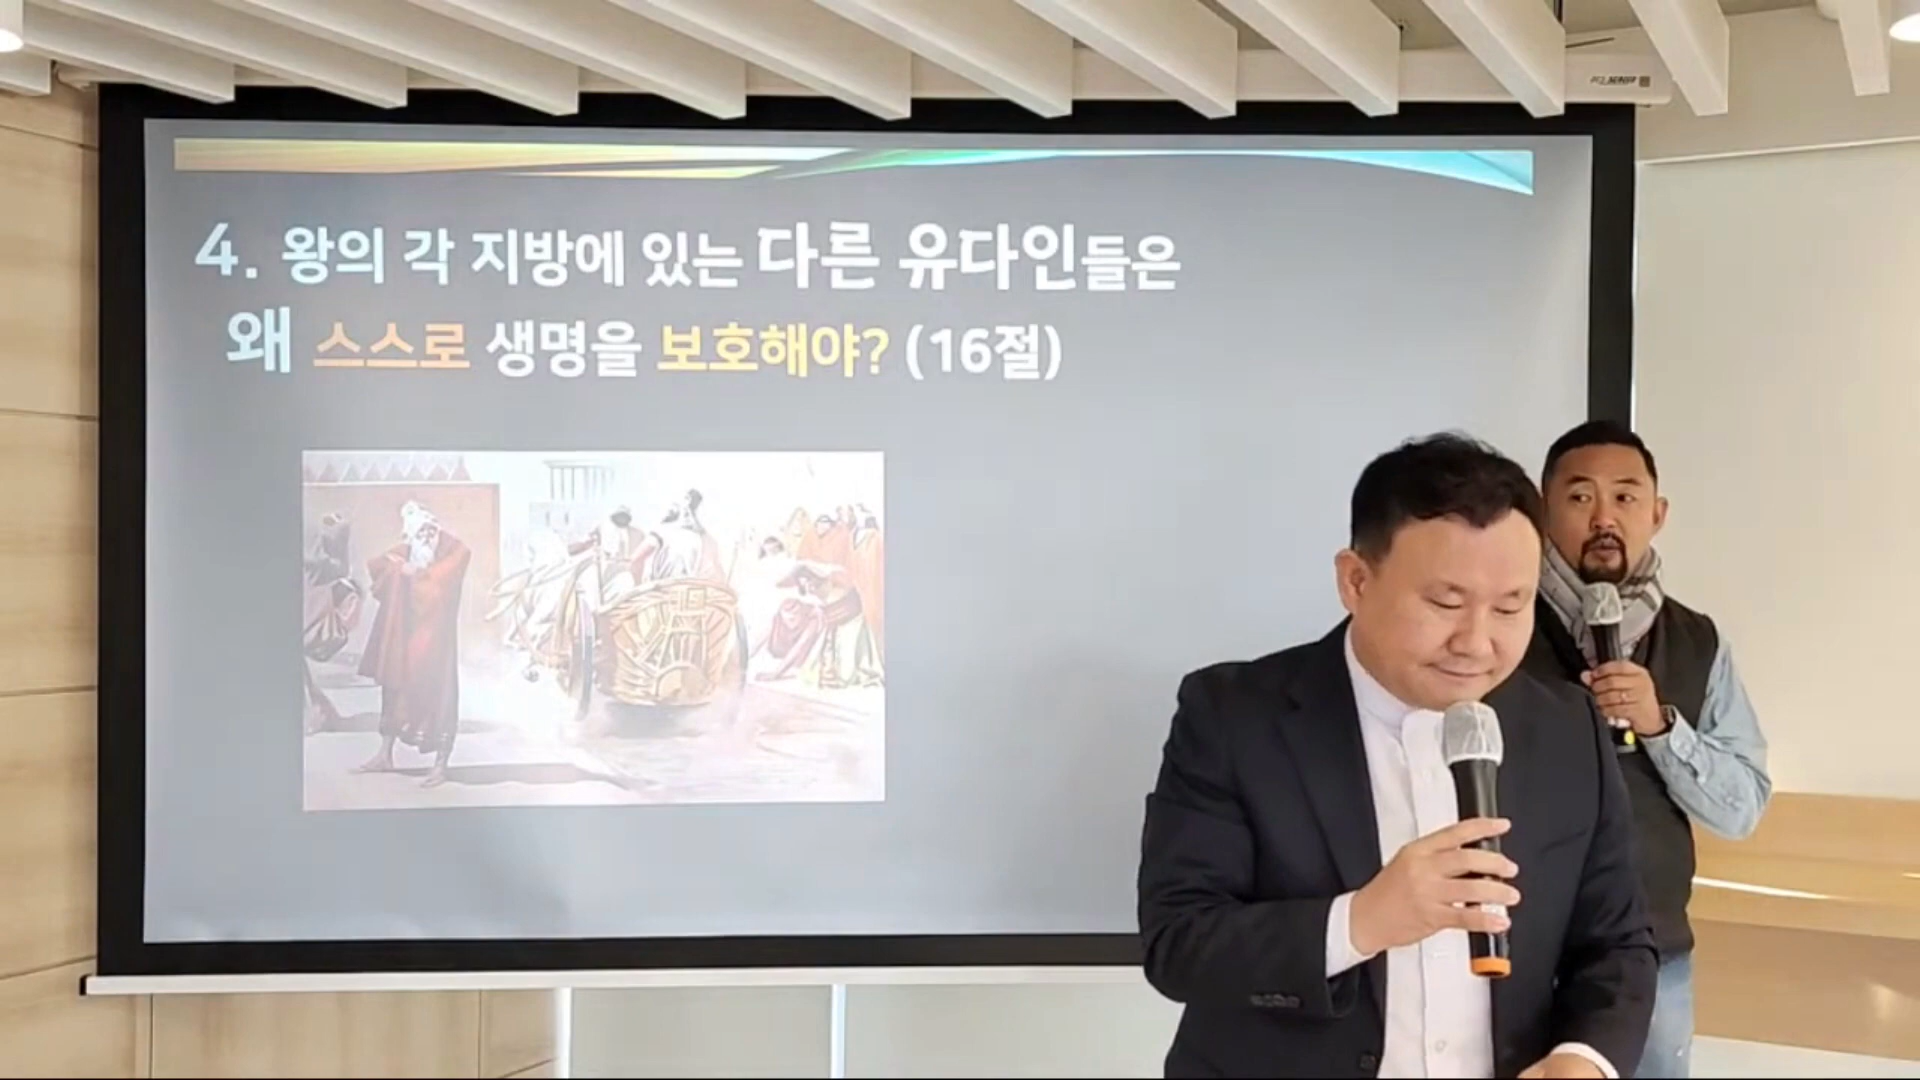 4. 왕의 각 지방에 있는 다른 유다인들은
왜 스스로 생명을 보호해야? (16절)